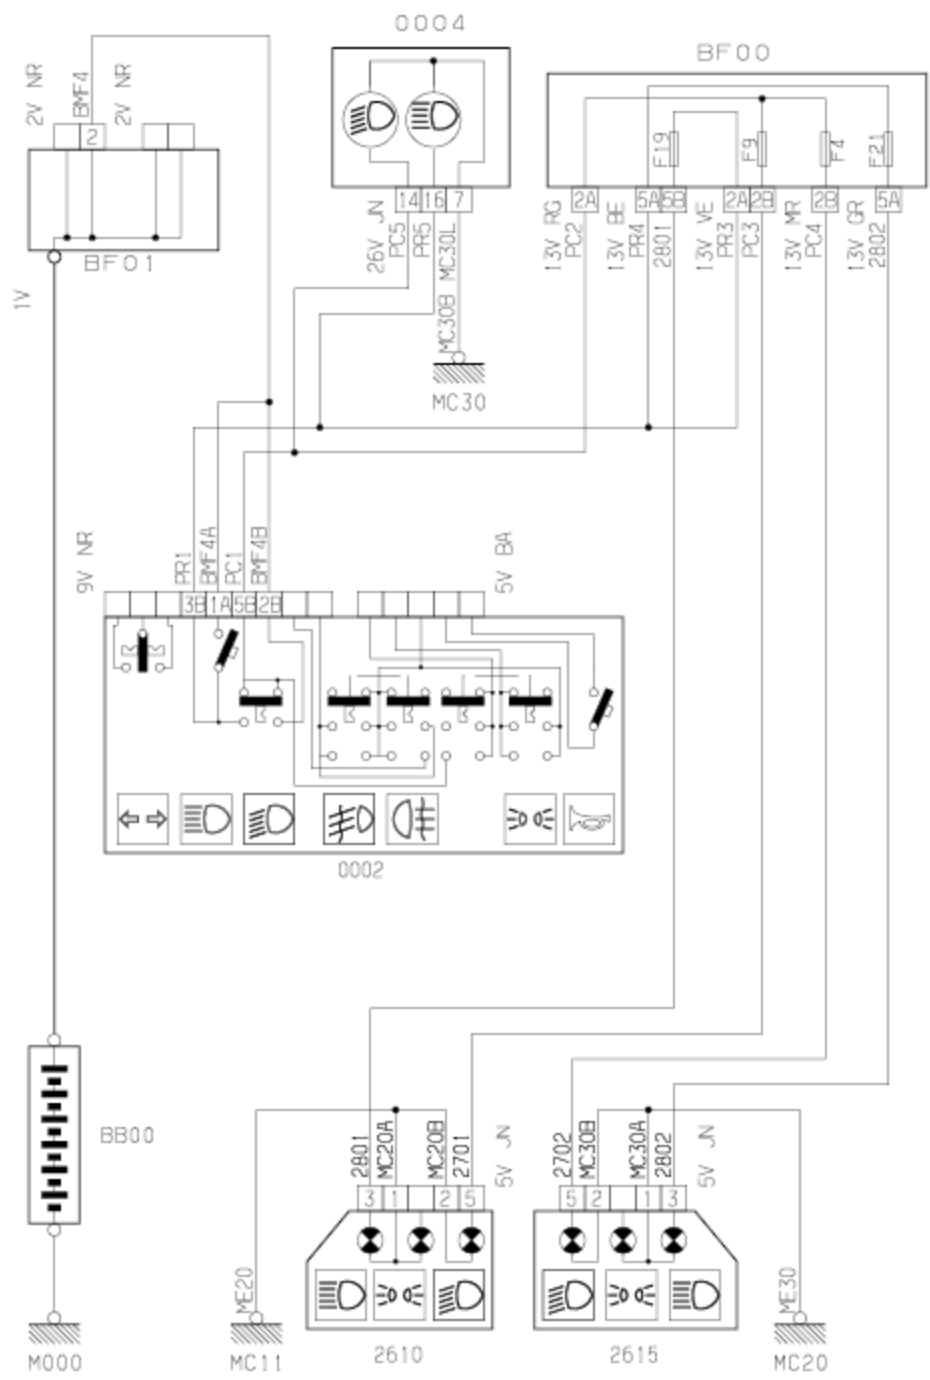 0004
BF00
2V NR
BMF4
2V NR
2
F19
F9
F4
F21
14
16
7
2A
5A
5B
2A
2B
2B
5A
BF01
1V
26V JN
PC5
PR5
MC30L
MC30B
13V RG
PC2
13V BE
PR4
2801
13V VE
PR3
PC3
13V MR
PC4
13V GR
2802
MC30
9V NR
PR1
BMF4A
PC1
BMF4B
5V BA
3B
1A
5B
2B
0002
BB00
2801
MC20A
MC20B
2701
5V JN
2702
MC30B
MC30A
2802
5V JN
3
1
2
5
5
2
1
3
ME20
ME30
M000
MC11
2610
2615
MC20